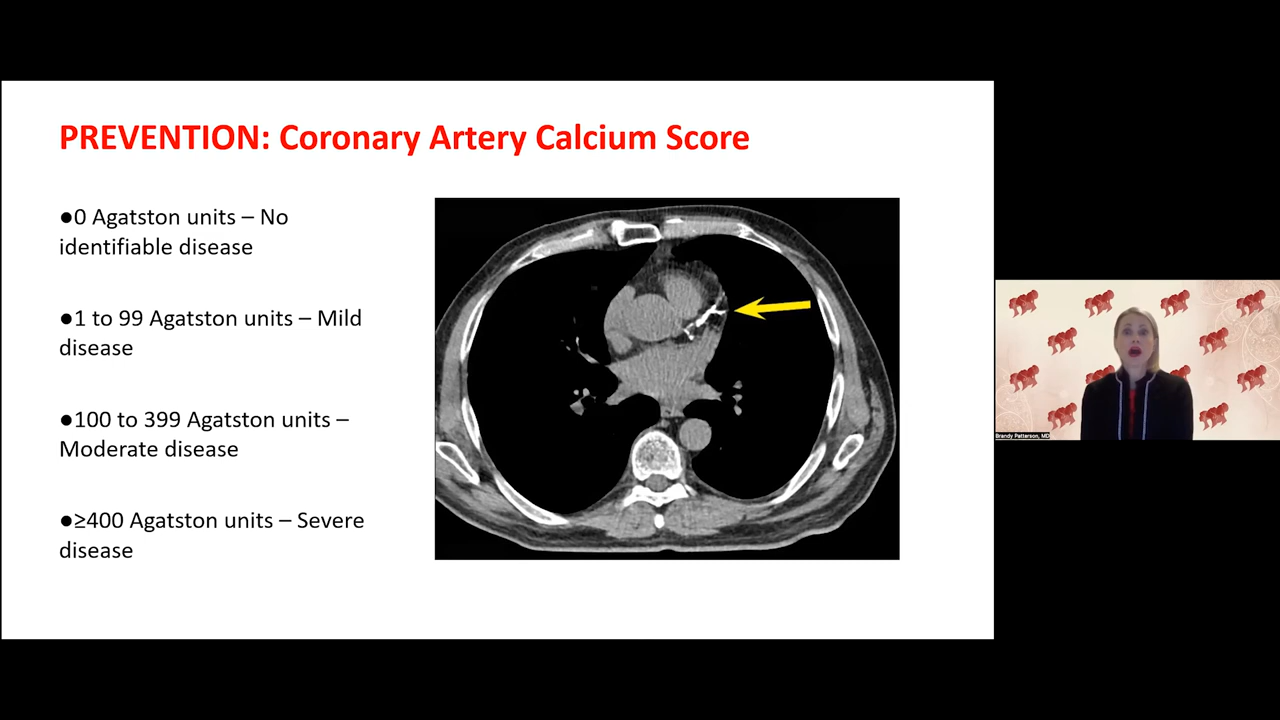 PREVENTION: Coronary Artery Calcium Score
●0 Agatston units – No
identifiable disease
●1 to 99 Agatston units – Mild
disease
●100 to 399 Agatston units –
Moderate disease
●≥400 Agatston units – Severe
disease
Brandy Patterson, MD